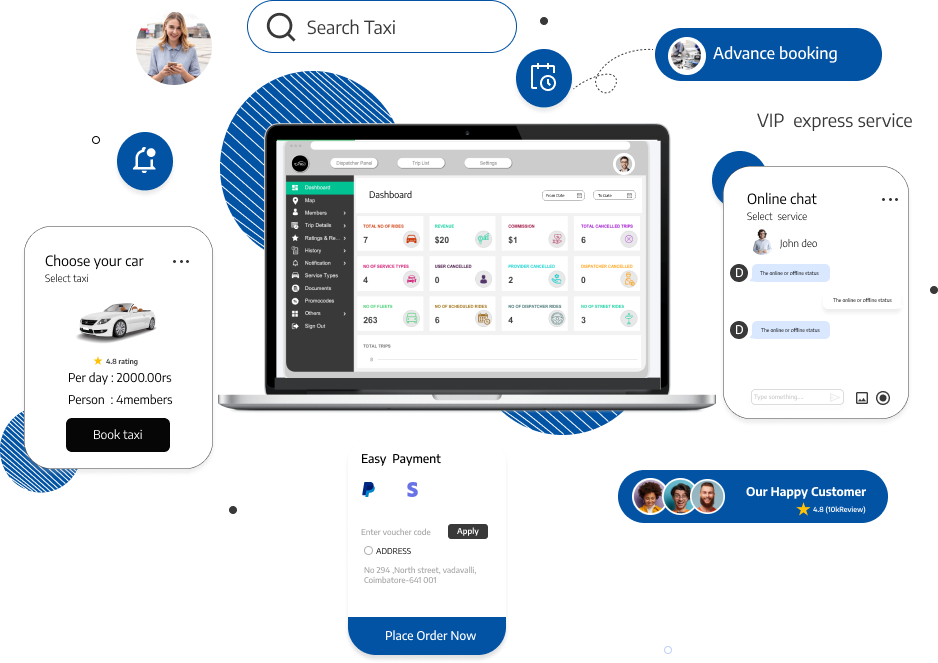 Search Taxi
Advance booking
VIP express service
Dispatcher Panel
Trip List
Settings
Dashboard
Map
Members
Trip Details
Ratings & Re...
History
Notification
Service Types
Documents
Promocodes
Others
Sign Out
Dashboard
From Date
To Date
TOTAL NO OF RIDES
7
REVENUE
$20
COMMISSION
$1
TOTAL CANCELLED TRIPS
6
NO OF SERVICE TYPES
4
USER CANCELLED
0
PROVIDER CANCELLED
2
DISPATCHER CANCELLED
0
NO OF FLEETS
263
NO OF SCHEDULED RIDES
6
NO OF DISPATCHER RIDES
4
NO OF STREET RIDES
3
TOTAL TRIPS
8
Choose your car
Select taxi
4.8 rating
Per day : 2000.00rs
Person : 4members
Book taxi
Online chat
Select service
John deo
D
The online or offline status
The online or offline status
D
The online or offline status
Type something...
Easy Payment
Enter voucher code
Apply
ADDRESS
No 294 ,North street, vadavalli,
Coimbatore-641 001
Place Order Now
Our Happy Customer
4.8 (10kReview)